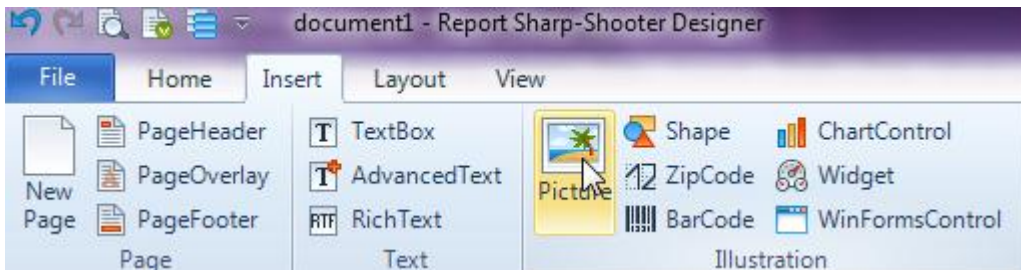 document1 - Report Sharp-Shooter Designer
File Home Insert Layout View
PageHeader TextBox Shape ChartControl
PageOverlay AdvancedText ZipCode Widget
New Page
PageFooter RTF RichText Picture BarCode WinFormsControl
Page Text Illustration